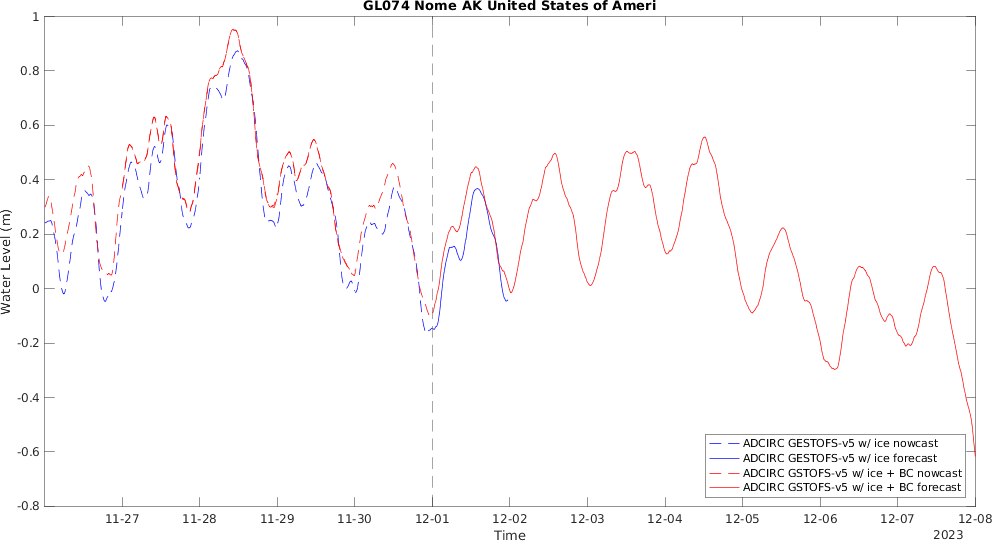 GL074 Nome AK United States of Ameri
1
0.8
0.6
0.4
0.2
0
-0.2
-0.4
-0.6
-0.8
Water Level (m)
ADCIRC GESTOFS-v5 w/ ice nowcast
ADCIRC GESTOFS-v5 w/ ice forecast
ADCIRC GSTOFS-v5 w/ ice + BC nowcast
ADCIRC GSTOFS-v5 w/ ice + BC forecast
11-27 11-28 11-29 11-30 12-01 12-02 12-03 12-04 12-05 12-06 12-07 12-08
Time
2023